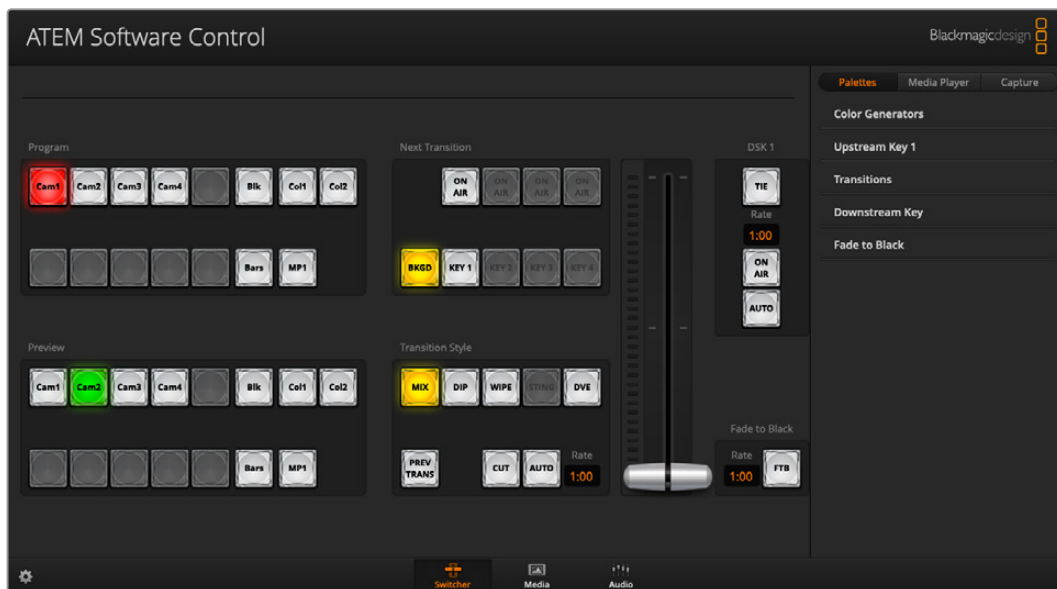 ATEM Software Control
Blackmagicdesign
Palettes Media Player Capture
Color Generators
Upstream Key 1
Transitions
Downstream Key
Fade to Black
Program
Cam1 Cam2 Cam3 Cam4 Blk Col1 Col2
Bars MP1
Next Transition
ON AIR ON AIR ON AIR ON AIR
BKGD KEY 1 KEY 2 KEY 3 KEY 4
DSK 1
TIE
Rate
1:00
ON AIR
AUTO
Preview
Cam1 Cam2 Cam3 Cam4 Blk Col1 Col2
Bars MP1
Transition Style
MIX DIP WIPE STING DVE
PREV TRANS CUT AUTO Rate 1:00
Fade to Black
Rate
1:00 FTB
Switcher Media Audio